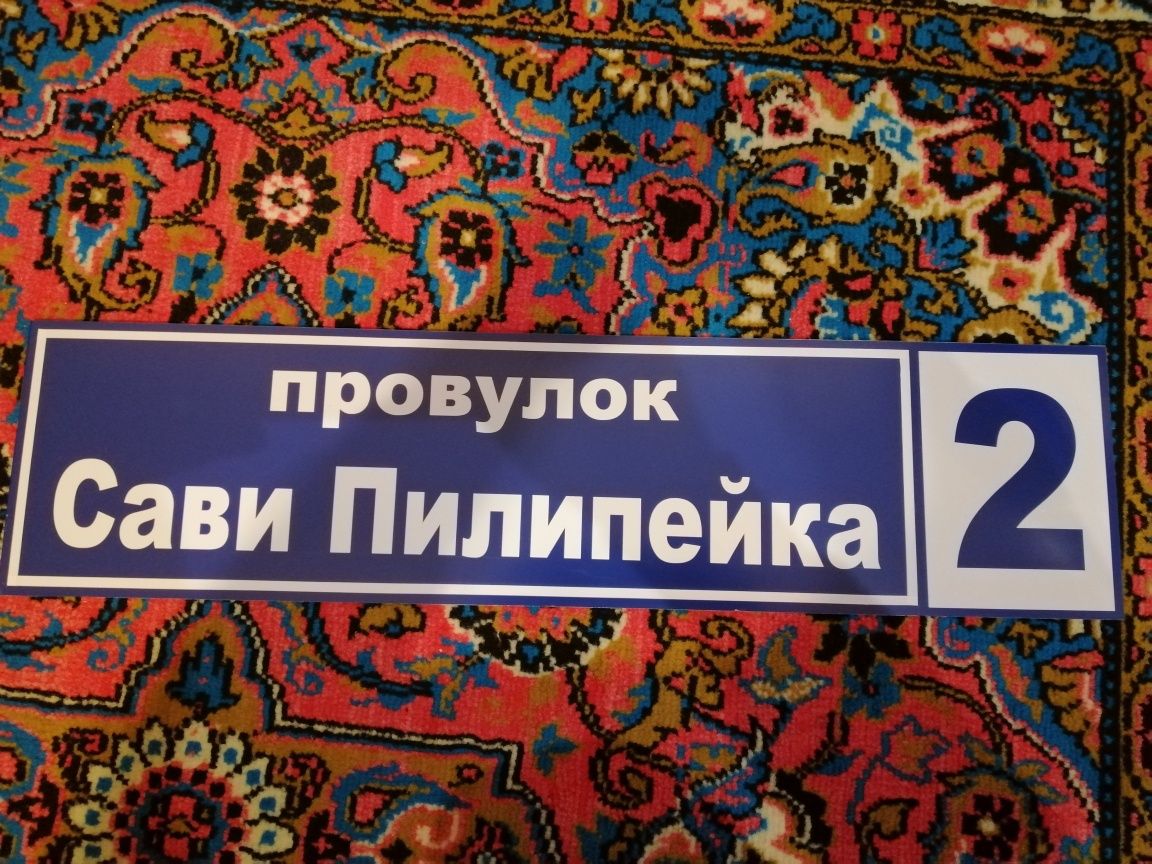 провулок
Сави Пилипейка
2